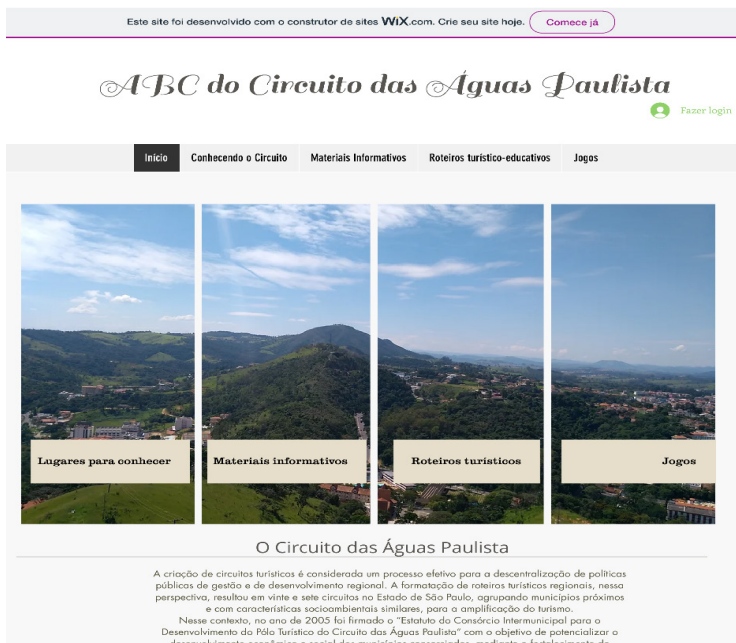 Este site foi desenvolvido com o construtor de sites WiX.com. Crie seu site hoje. Comece já
ABC do Circuito das Águas Paulista
Fazer login
Início Conhecendo o Circuito Materiais Informativos Roteiros turístico-educativos Jogos
Lugares para conhecer Materiais informativos Roteiros turísticos Jogos
O Circuito das Águas Paulista
A criação de circuitos turísticos é considerada um processo efetivo para a descentralização de políticas
públicas de gestão e de desenvolvimento regional. A formatação de roteiros turísticos regionais, nessa
perspectiva, resultou em vinte e sete circuitos no Estado de São Paulo, agrupando municípios próximos
e com características socioambientais similares, para a amplificação do turismo.
Nesse contexto, no ano de 2005 foi firmado o "Estatuto do Consórcio Intermunicipal para o
Desenvolvimento do Pólo Turístico do Circuito das Águas Paulista" com o objetivo de potencializar o